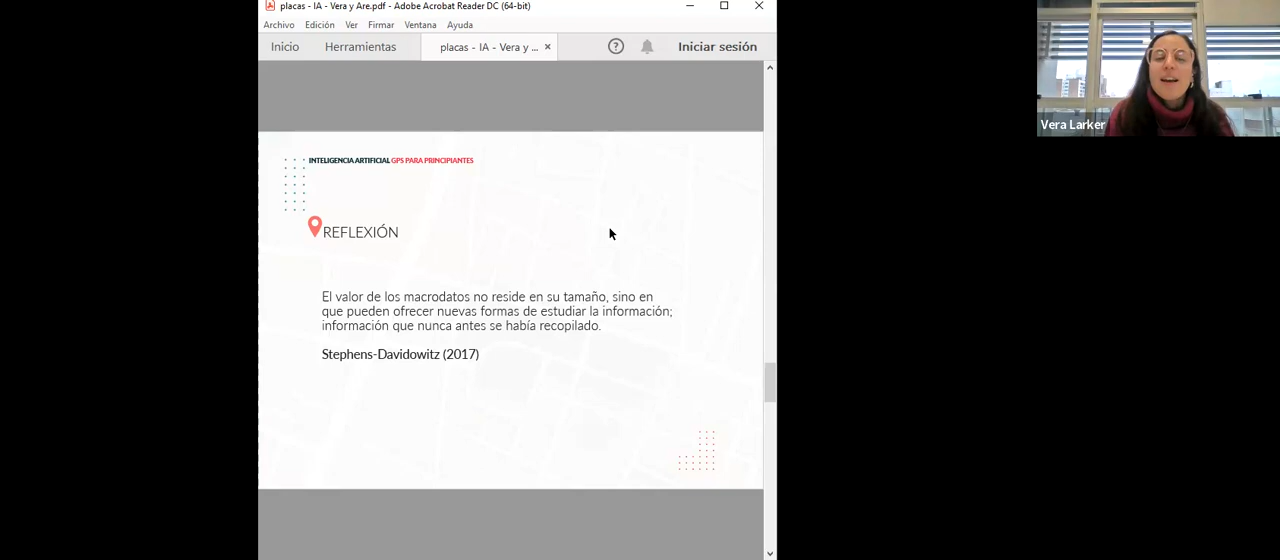 placas - IA - Vera y Are.pdf - Adobe Acrobat Reader DC (64-bit)
Archivo Edición Ver Firmar Ventana Ayuda
Inicio Herramientas placas - IA - Vera y ... × ? Iniciar sesión
Vera Larker
INTELIGENCIA ARTIFICIAL GPS PARA PRINCIPIANTES
REFLEXIÓN
El valor de los macrodatos no reside en su tamaño, sino en
que pueden ofrecer nuevas formas de estudiar la información;
información que nunca antes se había recopilado.
Stephens-Davidowitz (2017)